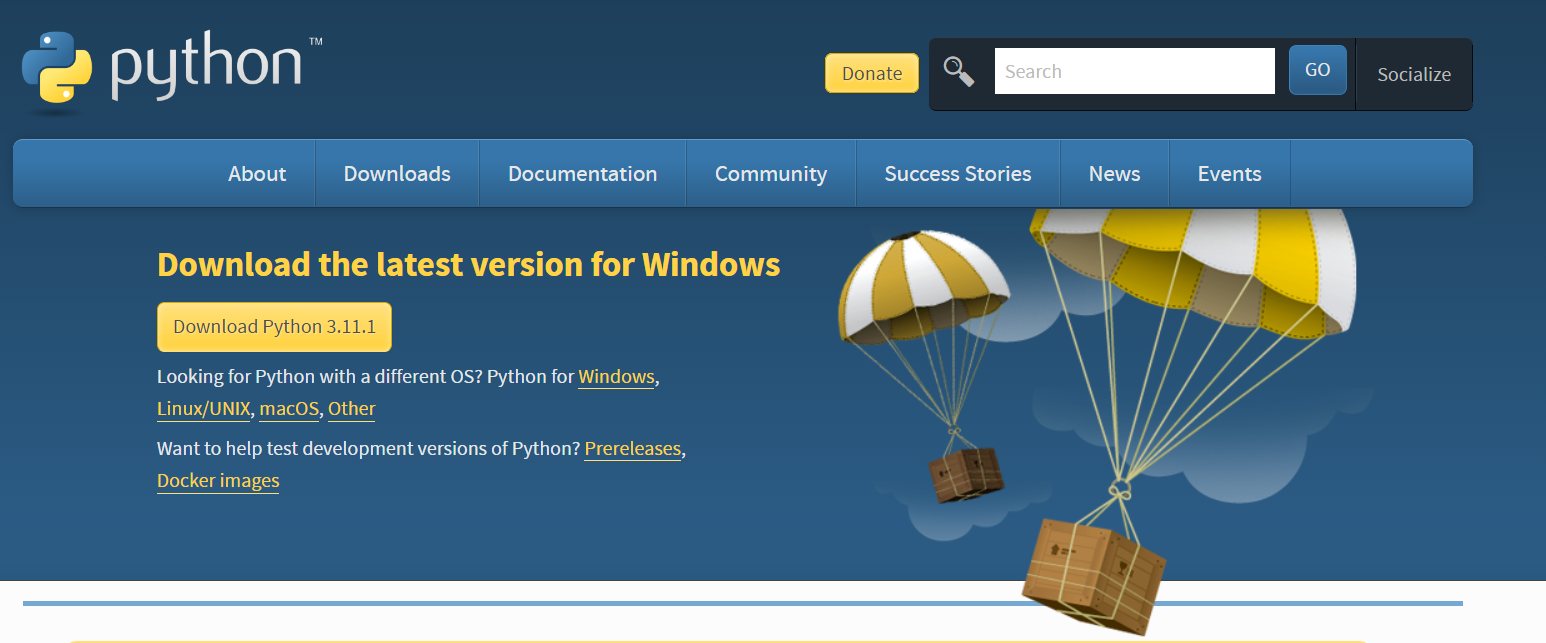 python™
Donate
Search
GO
Socialize
About
Downloads
Documentation
Community
Success Stories
News
Events
Download the latest version for Windows
Download Python 3.11.1
Looking for Python with a different OS? Python for Windows,
Linux/UNIX, macOS, Other
Want to help test development versions of Python? Prereleases,
Docker images